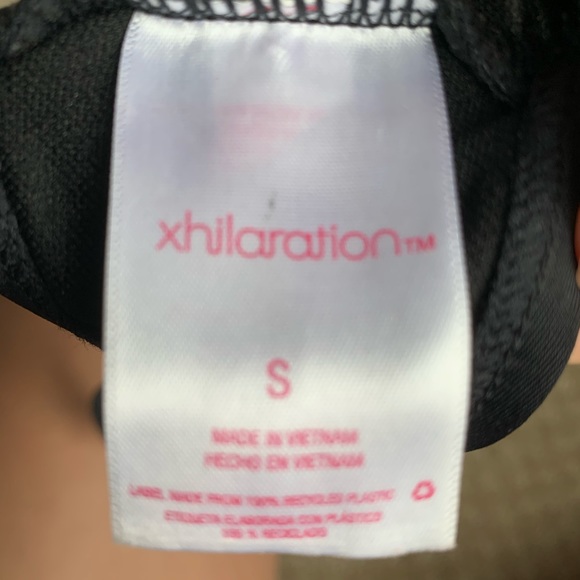 xhilaration™
S
MADE IN VIETNAM
HECHO EN VIETNAM
LABEL MADE FROM 100% RECYCLED PLASTIC
ETIQUETA ELABORADA CON PLÁSTICO
100 % RECICLADO